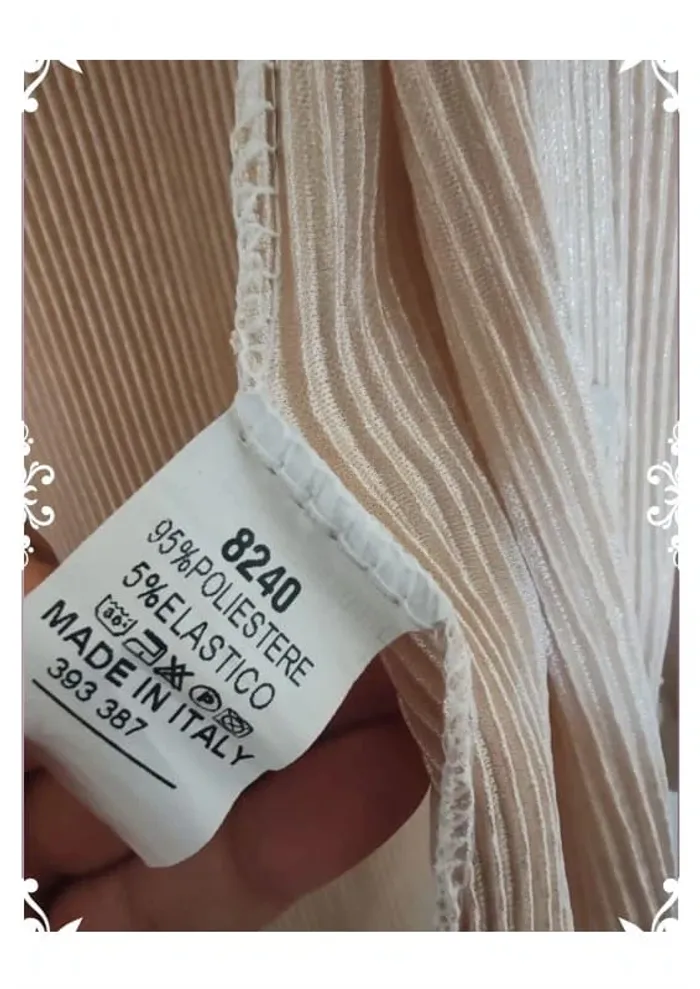 8240
95%POLIESTERE
5%ELASTICO
MADE IN ITALY
393 387